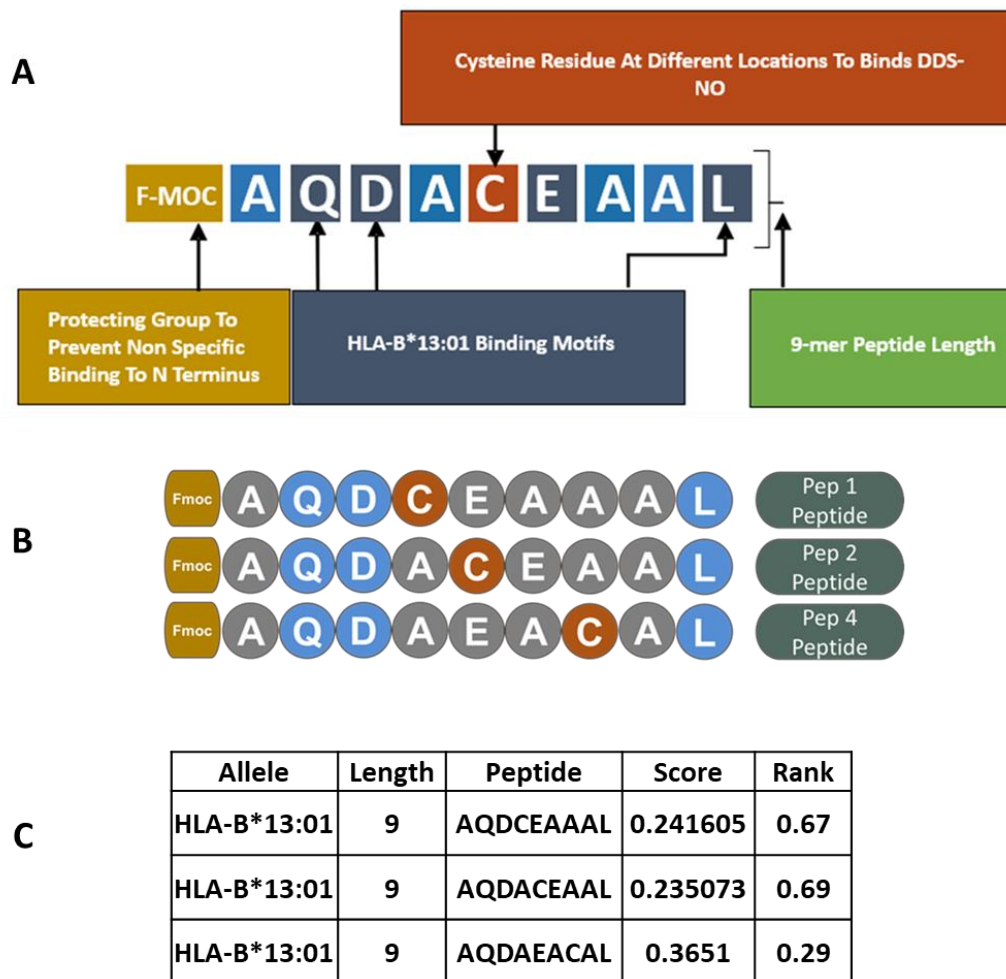 A
Cysteine Residue At Different Locations To Binds DDS-
NO
F-MOC A Q D A C E A A L
Protecting Group To
Prevent Non Specific
Binding To N Terminus
HLA-B*13:01 Binding Motifs
9-mer Peptide Length
B
Fmoc A Q D C E A A A L Pep 1
Peptide
Fmoc A Q D A C E A A L Pep 2
Peptide
Fmoc A Q D A E A C A L Pep 4
Peptide
C
Allele Length Peptide Score Rank
HLA-B*13:01 9 AQDCEAAAL 0.241605 0.67
HLA-B*13:01 9 AQDACEAAL 0.235073 0.69
HLA-B*13:01 9 AQDAEACAL 0.3651 0.29